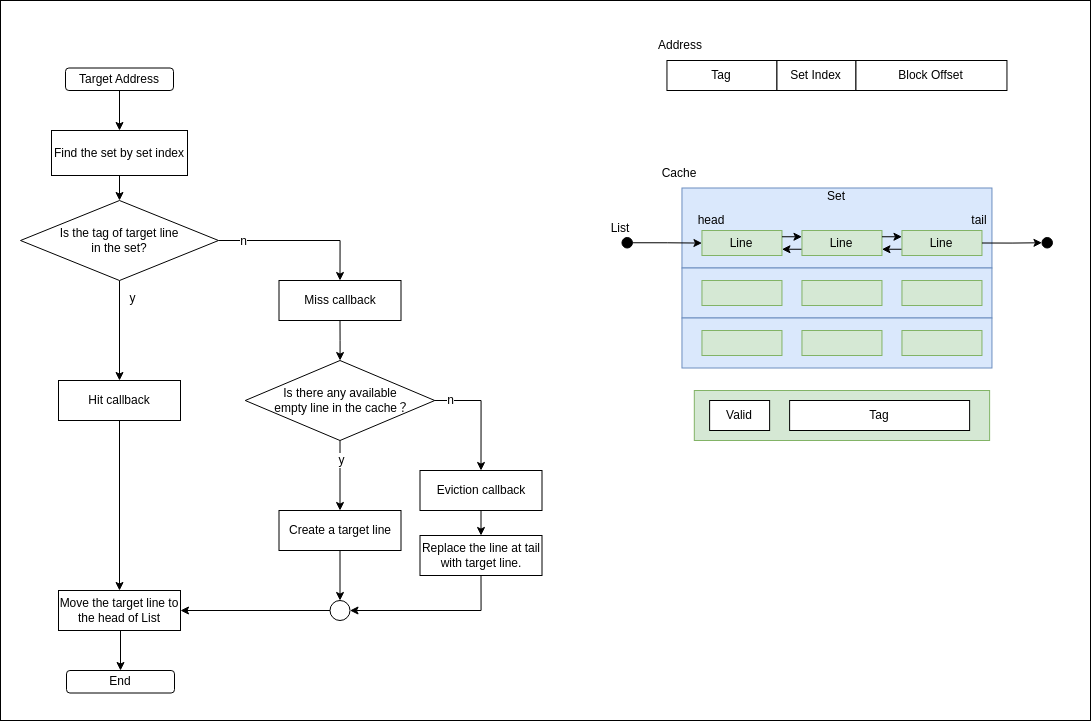 Target Address
Find the set by set index
Is the tag of target line
in the set?
n
y
Miss callback
Hit callback
Is there any available
empty line in the cache？
n
y
Eviction callback
Create a target line
Replace the line at tail
with target line.
Move the target line to
the head of List
End
Address
Tag Set Index Block Offset
Cache
Set
head tail
List
Line Line Line
Valid Tag